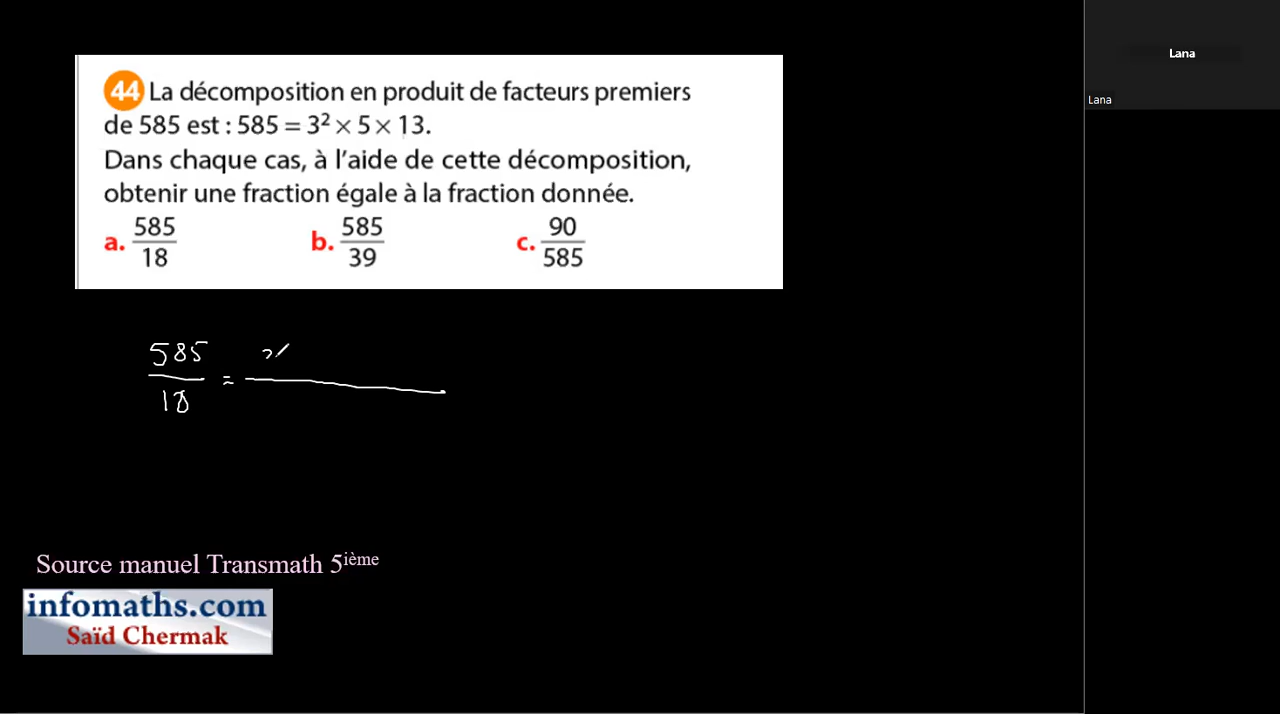 Lana
Lana
44 La décomposition en produit de facteurs premiers
de 585 est : 585 = 3² × 5 × 13.
Dans chaque cas, à l'aide de cette décomposition,
obtenir une fraction égale à la fraction donnée.
a. 585/18 b. 585/39 c. 90/585
585/18 =
Source manuel Transmath 5ième
infomaths.com
Saïd Chermak